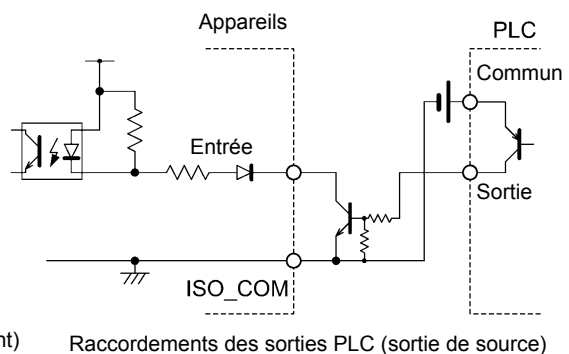 Appareils
PLC
Commun
Entrée
Sortie
ISO_COM
nt)
Raccordements des sorties PLC (sortie de source)